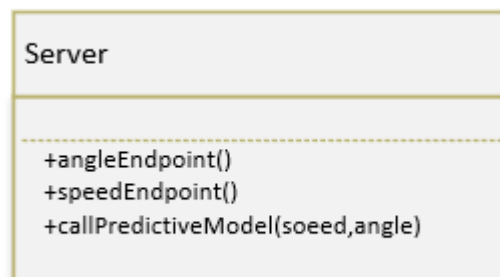 Server
+angleEndpoint()
+speedEndpoint()
+callPredictiveModel(soeed,angle)